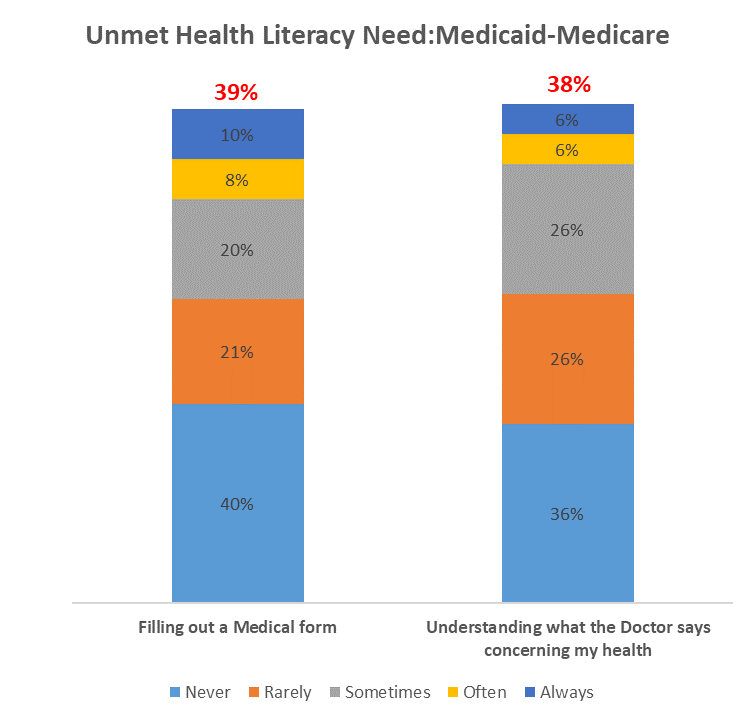 Unmet Health Literacy Need:Medicaid-Medicare
39%
38%
10%
8%
20%
21%
40%
6%
6%
26%
26%
36%
Filling out a Medical form
Understanding what the Doctor says
concerning my health
Never Rarely Sometimes Often Always